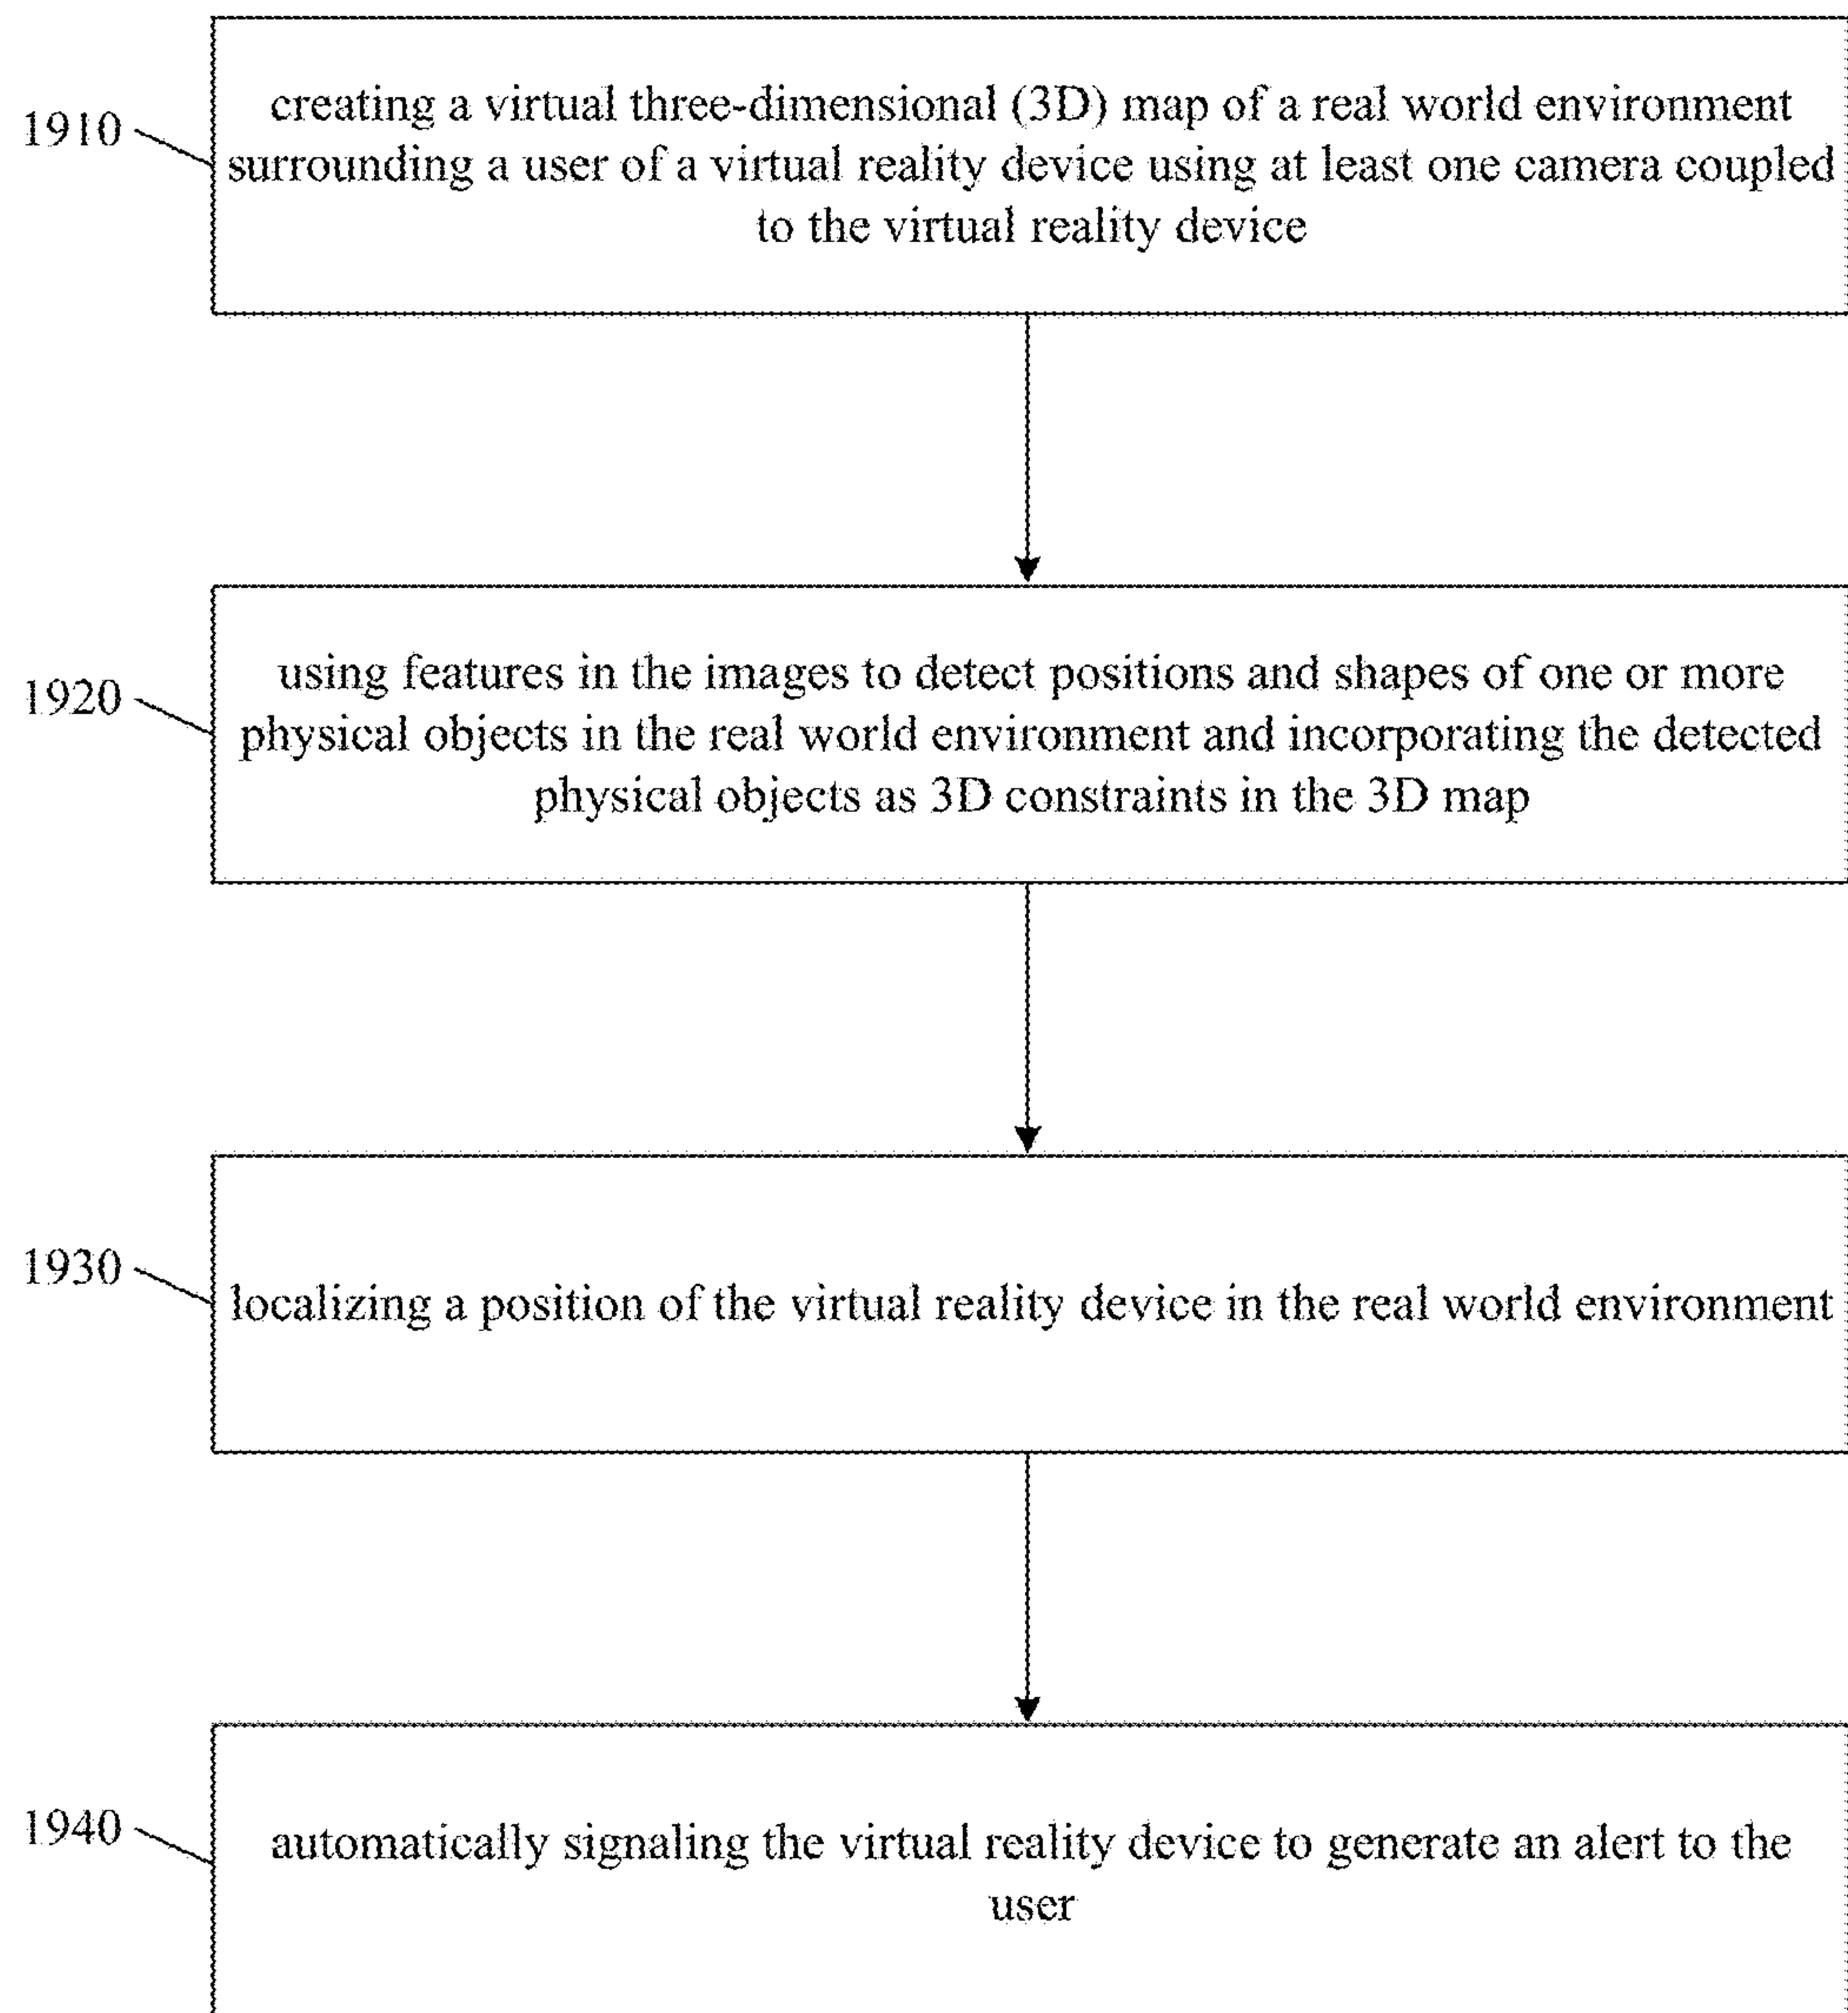 1910
creating a virtual three-dimensional (3D) map of a real world environment
surrounding a user of a virtual reality device using at least one camera coupled
to the virtual reality device
1920
using features in the images to detect positions and shapes of one or more
physical objects in the real world environment and incorporating the detected
physical objects as 3D constraints in the 3D map
1930
localizing a position of the virtual reality device in the real world environment
1940
automatically signaling the virtual reality device to generate an alert to the
user